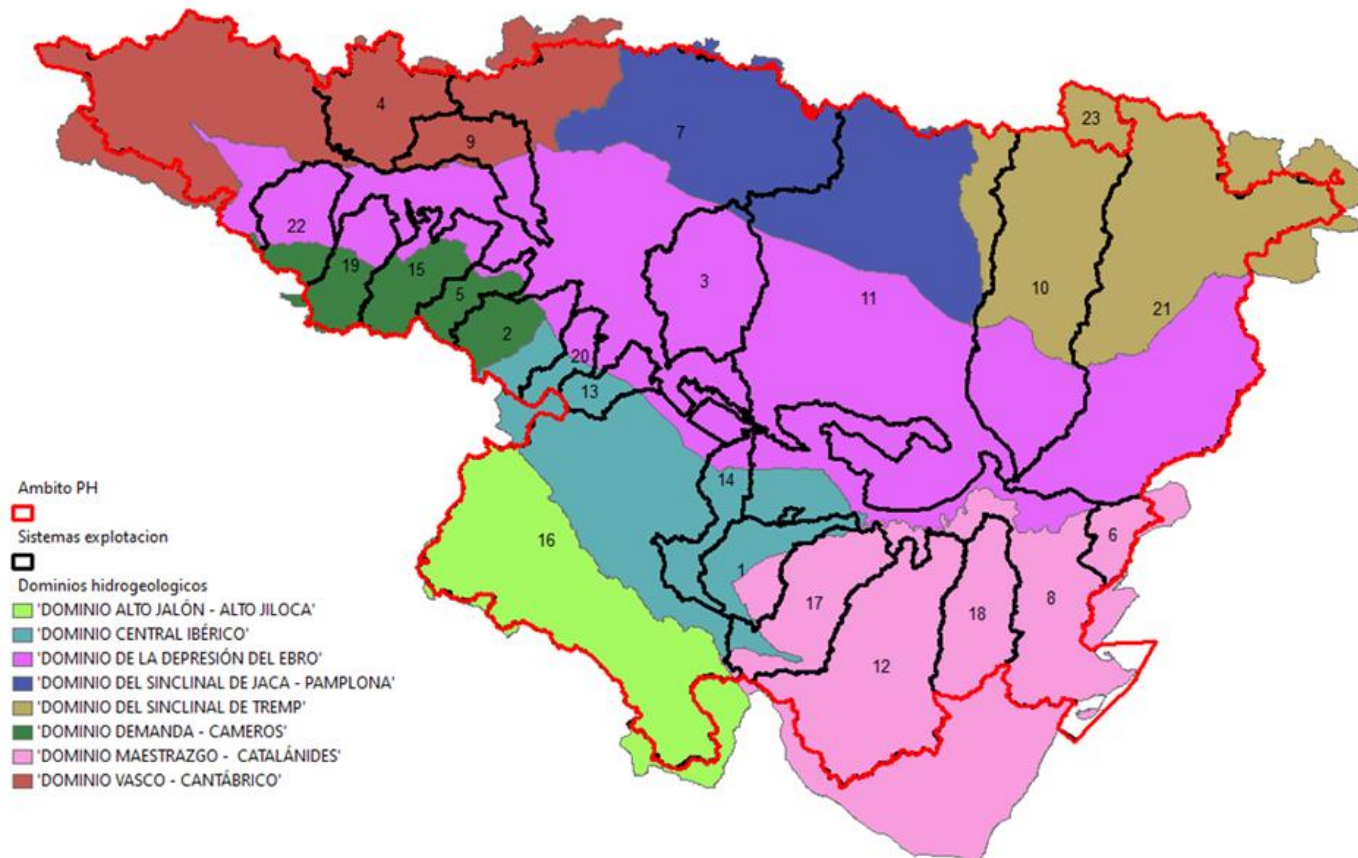 4
23
9
7
22
19
15
3
11
10
5
21
2
20
13
14
6
16
1
17
18
8
12
Ambito PH
Sistemas explotacion
Dominios hidrogeologicos
'DOMINIO ALTO JALÓN - ALTO JILOCA'
'DOMINIO CENTRAL IBÉRICO'
'DOMINIO DE LA DEPRESIÓN DEL EBRO'
'DOMINIO DEL SINCLINAL DE JACA - PAMPLONA'
'DOMINIO DEL SINCLINAL DE TREMP'
'DOMINIO DEMANDA - CAMEROS'
'DOMINIO MAESTRAZGO - CATALÁNIDES'
'DOMINIO VASCO - CANTÁBRICO'